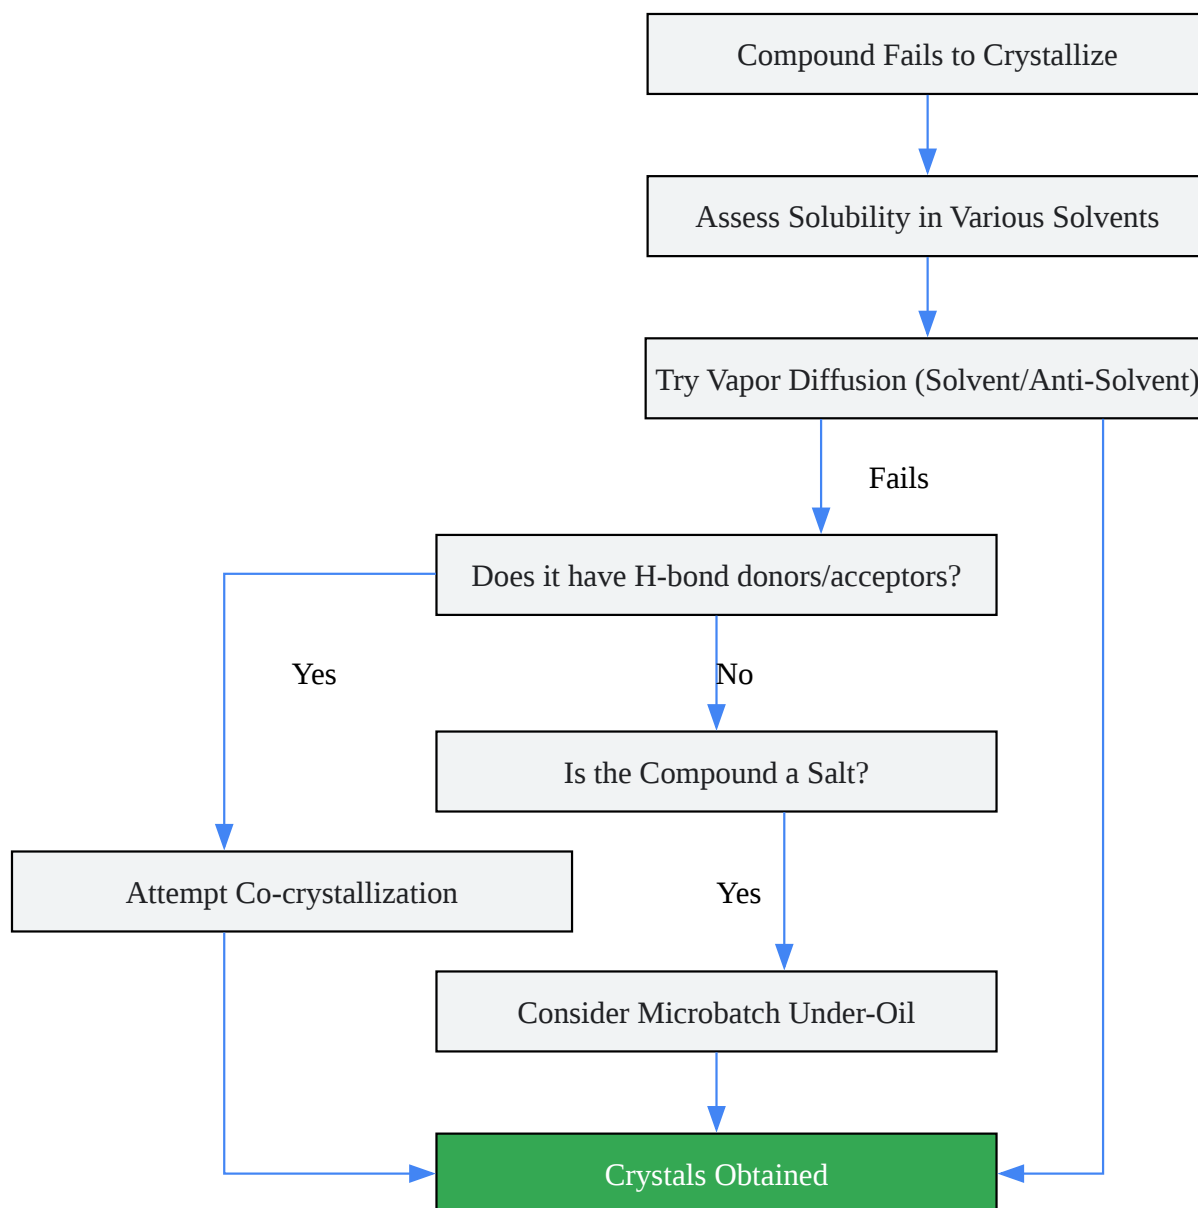 Compound Fails to Crystallize
Assess Solubility in Various Solvents
Try Vapor Diffusion (Solvent/Anti-Solvent)
Fails
Does it have H-bond donors/acceptors?
Yes
No
Is the Compound a Salt?
Attempt Co-crystallization
Yes
Consider Microbatch Under-Oil
Crystals Obtained